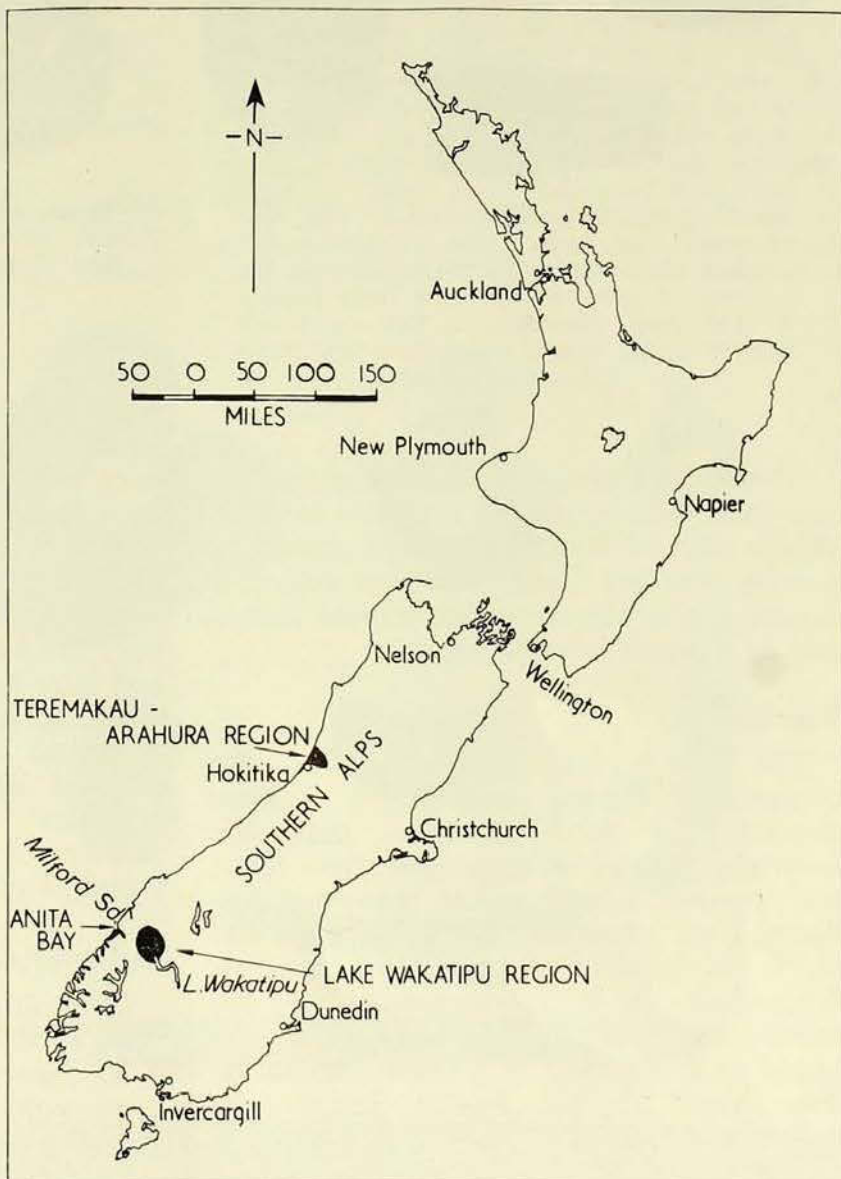 -N-
Auckland
50 0 50 100 150
MILES
New Plymouth
Napier
Nelson
Wellington
TEREMAKAU -
ARAHURA REGION
Hokitika
SOUTHERN ALPS
Christchurch
Milford Sd.
ANITA
BAY
LAKE WAKATIPU REGION
L. Wakatipu
Dunedin
Invercargill